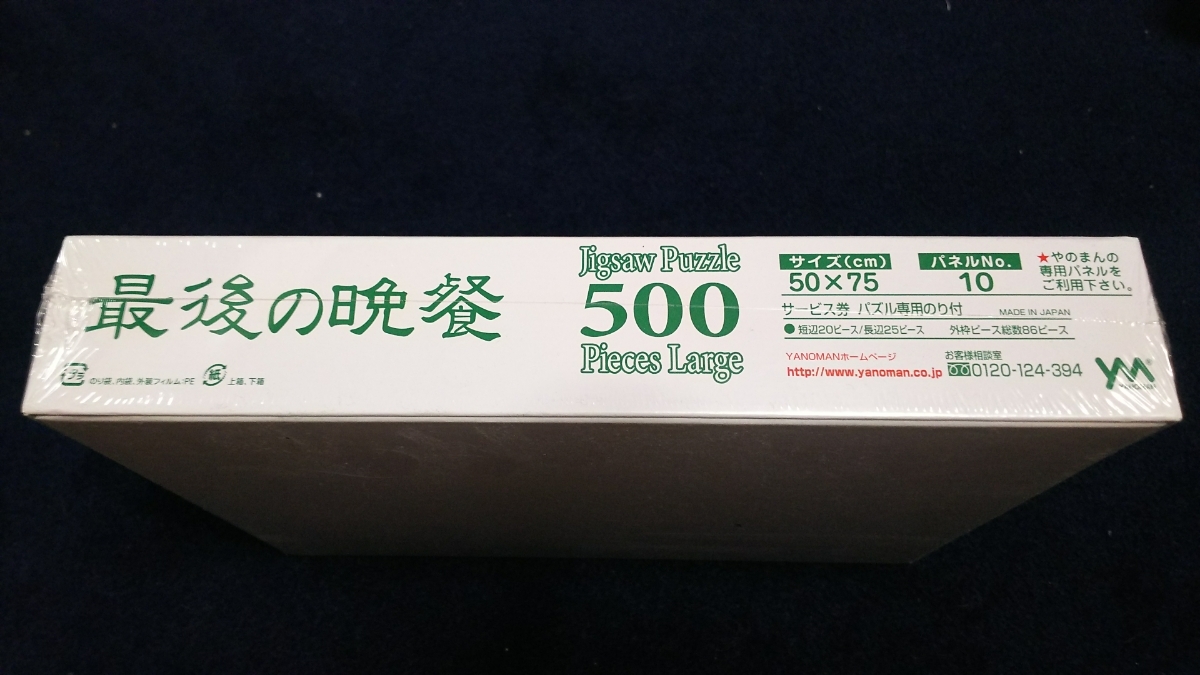 最後の晩餐
プラ
のり袋、内袋、外装フィルム:PE
紙
上箱、下箱
Jigsaw Puzzle
500
Pieces Large
サイズ(cm)
50×75
パネルNo.
10
★やのまんの
専用パネルを
ご利用下さい。
サービス券 パズル専用のり付
MADE IN JAPAN
●短辺20ピース/長辺25ピース 外枠ピース総数86ピース
YANOMANホームページ
http://www.yanoman.co.jp
お客様相談室
0120-124-394
YM
YANOMAN